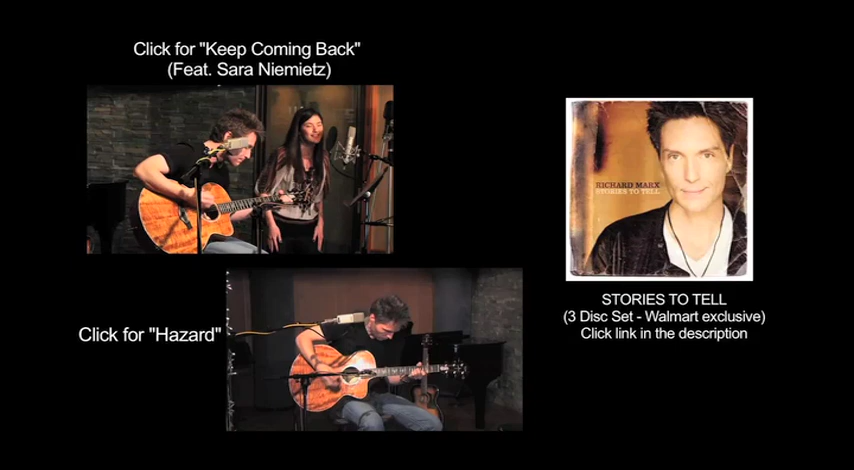 Click for "Keep Coming Back"
(Feat. Sara Niemietz)
Click for "Hazard"
RICHARD MARX
STORIES TO TELL
STORIES TO TELL
(3 Disc Set - Walmart exclusive)
Click link in the description